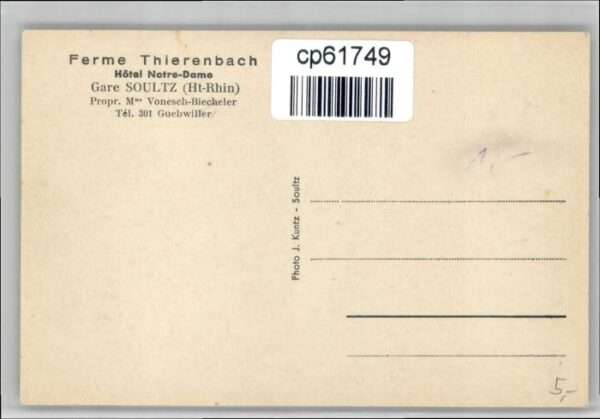 Ferme Thierenbach
Hôtel Notre-Dame
Gare SOULTZ (Ht-Rhin)
Propr. Mme Vonesch-Biecheler
Tél. 301 Guebwiller
cp61749
1,-
Photo J. Kuntz - Soultz
5,-